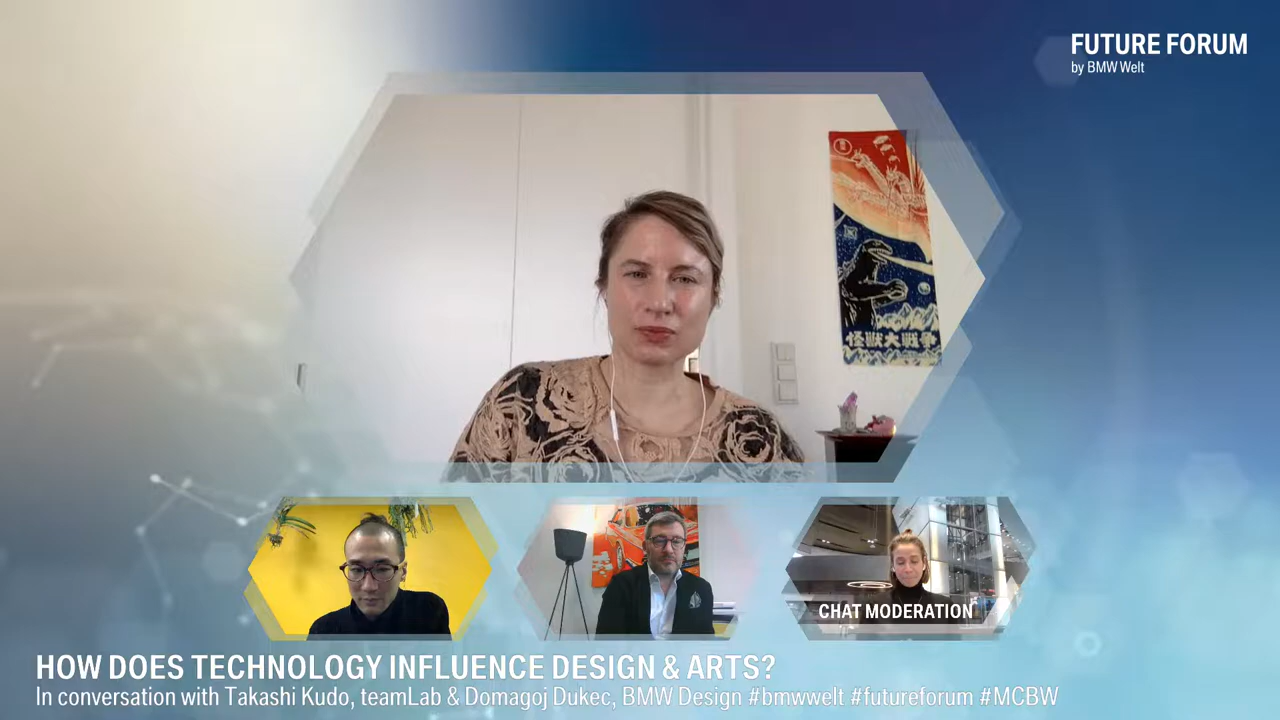 FUTURE FORUM
by BMW Welt
怪獣大戦争
CHAT MODERATION
HOW DOES TECHNOLOGY INFLUENCE DESIGN & ARTS?
In conversation with Takashi Kudo, teamLab & Domagoj Dukec, BMW Design #bmwwelt #futureforum #MCBW